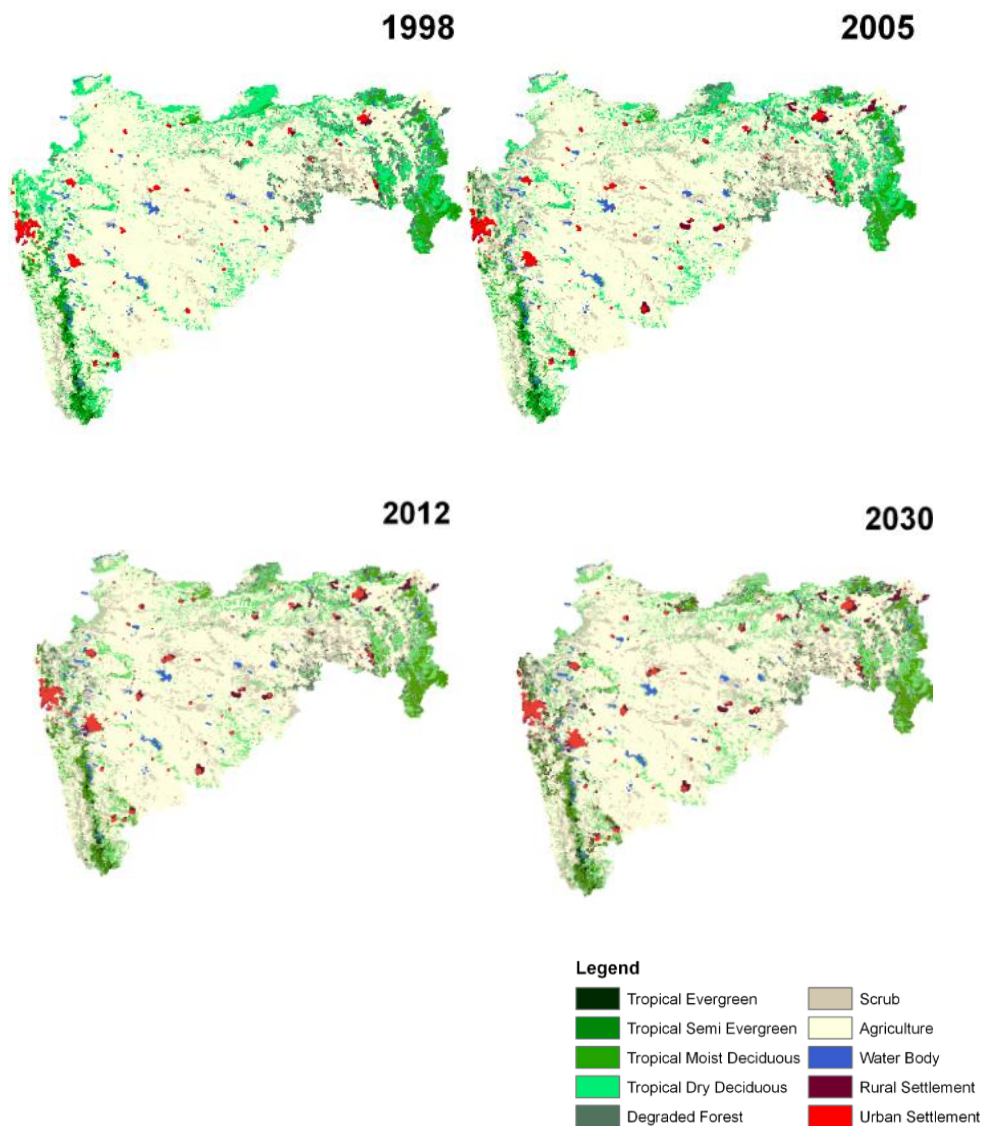 1998
2005
2012
2030
Legend
Tropical Evergreen
Tropical Semi Evergreen
Tropical Moist Deciduous
Tropical Dry Deciduous
Degraded Forest
Scrub
Agriculture
Water Body
Rural Settlement
Urban Settlement